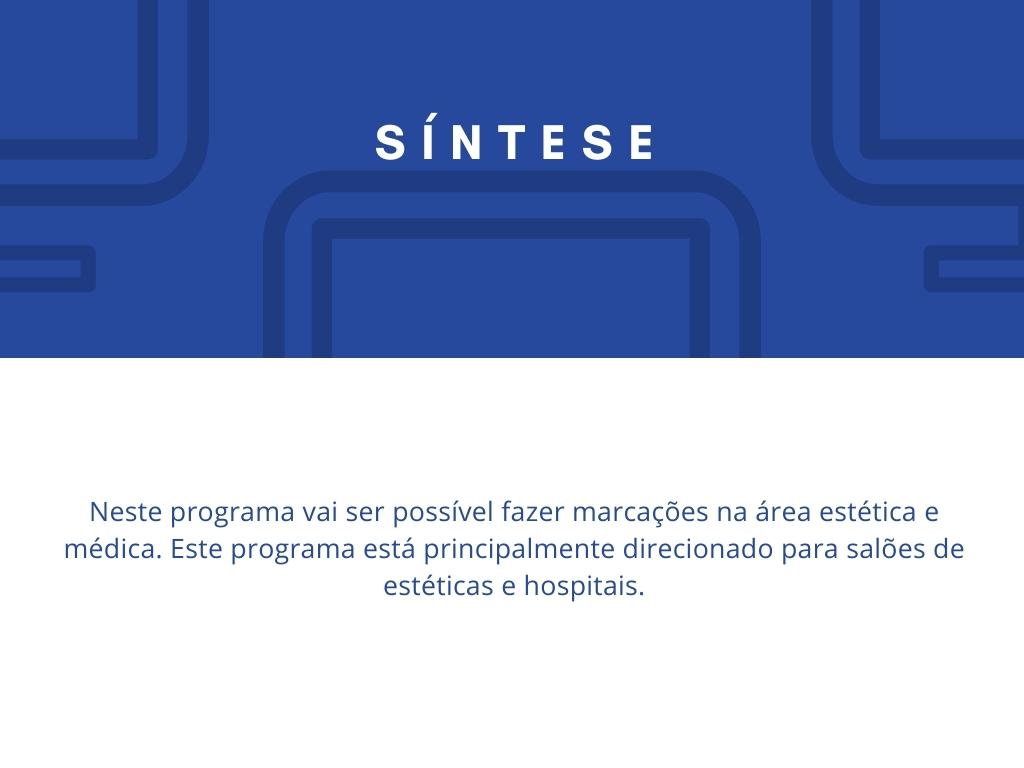 SÍNTESE
Neste programa vai ser possível fazer marcações na área estética e
médica. Este programa está principalmente direcionado para salões de
estéticas e hospitais.